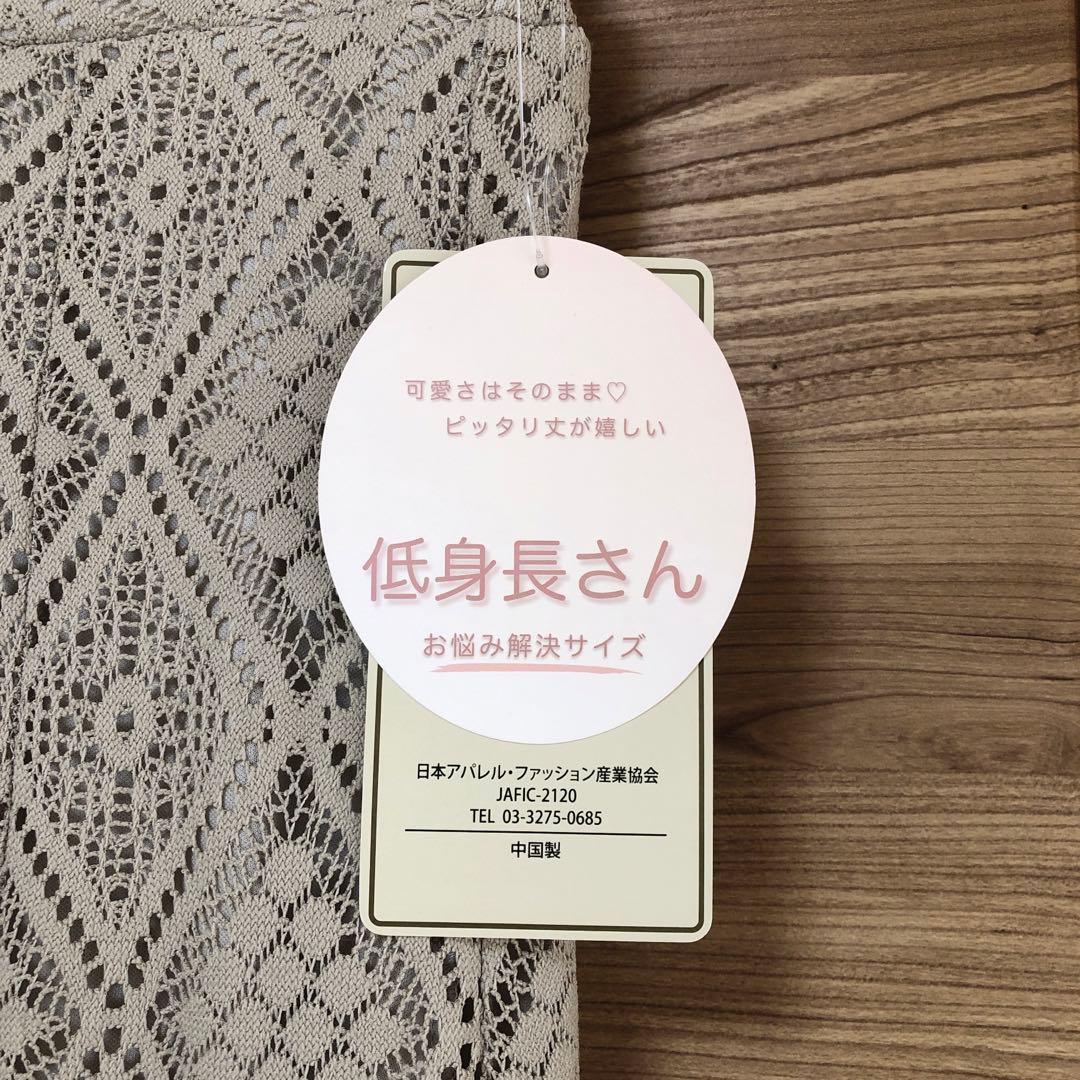 可愛さはそのまま♡
ピッタリ丈が嬉しい
低身長さん
お悩み解決サイズ
日本アパレル・ファッション産業協会
JAFIC-2120
TEL 03-3275-0685
中国製